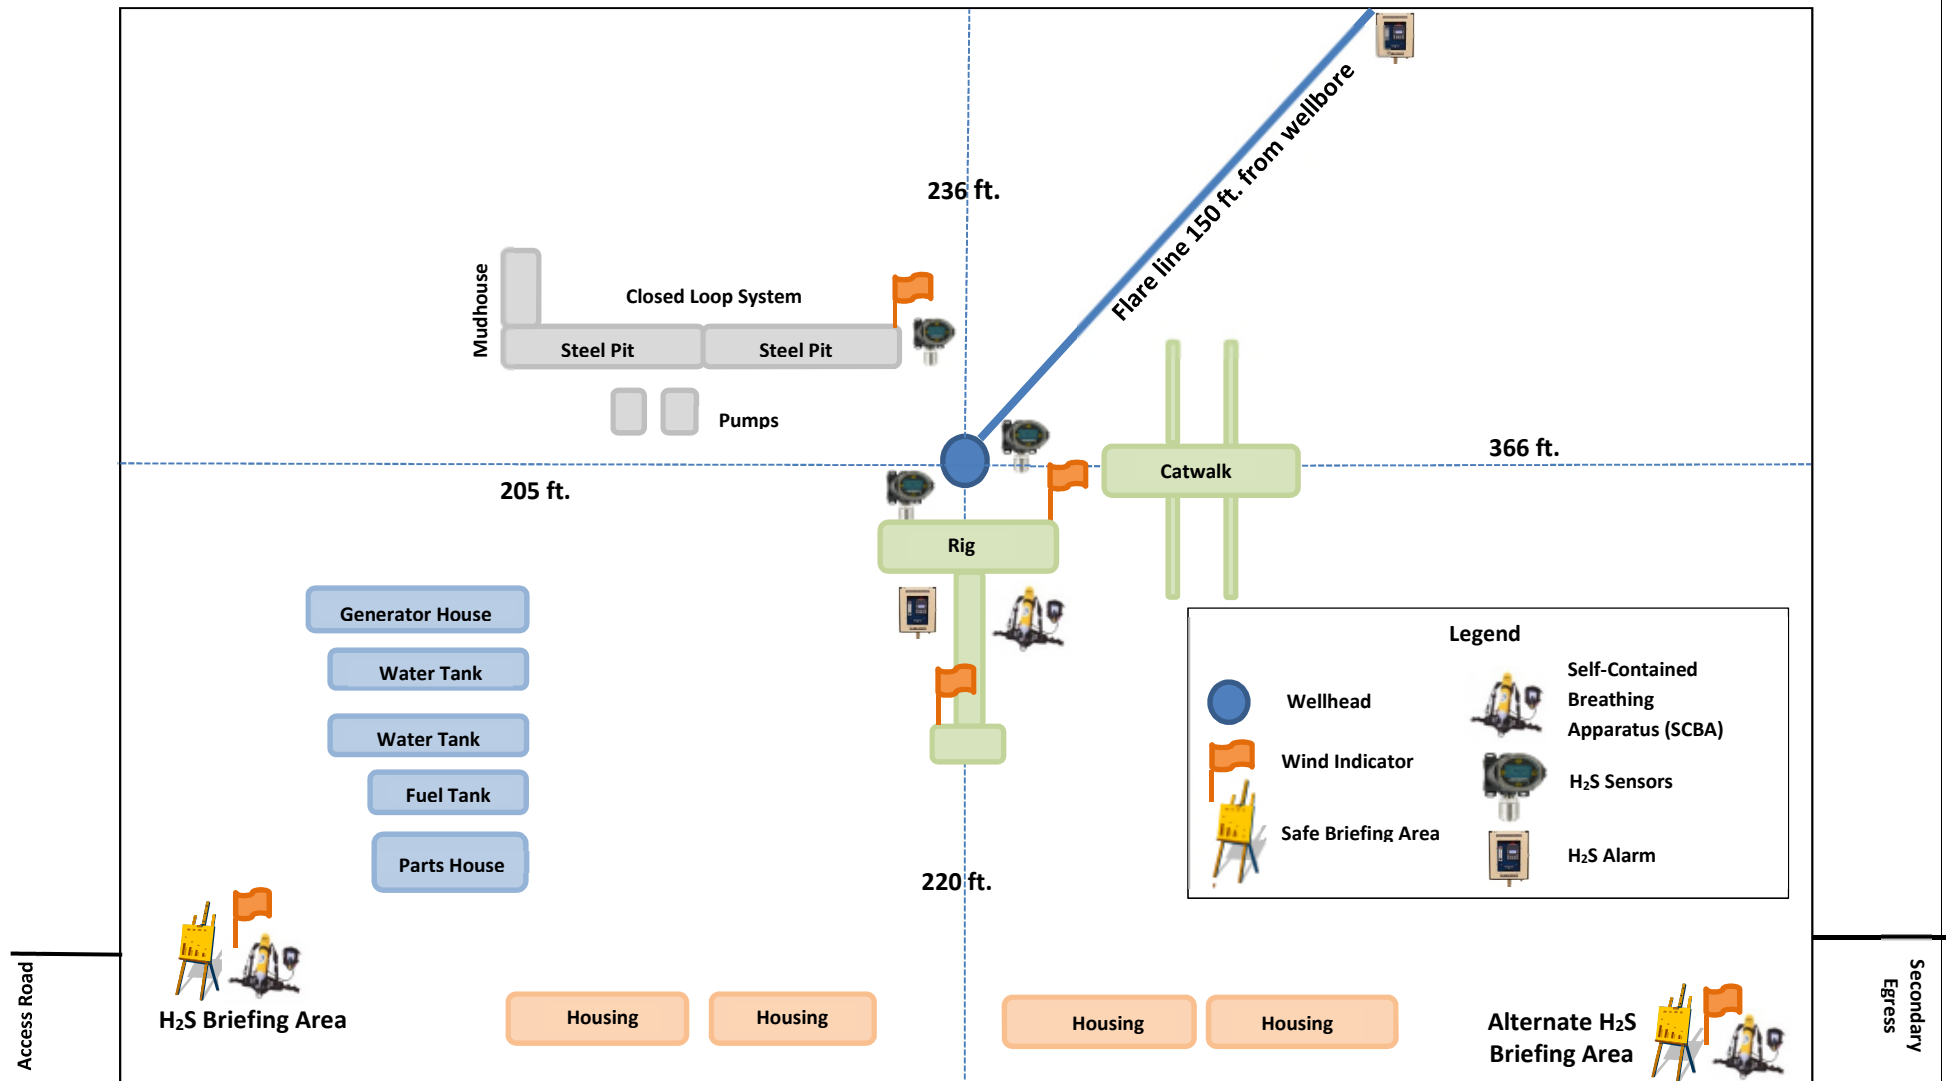 236 ft.
Flare line 150 ft. from wellbore
Mudhouse
Closed Loop System
Steel Pit
Steel Pit
Pumps
366 ft.
205 ft.
Catwalk
Rig
Generator House
Water Tank
Water Tank
Fuel Tank
Parts House
220 ft.
Legend
Wellhead
Wind Indicator
Safe Briefing Area
Self-Contained
Breathing
Apparatus (SCBA)
H₂S Sensors
H₂S Alarm
Access Road
H₂S Briefing Area
Housing
Housing
Housing
Housing
Alternate H₂S
Briefing Area
Secondary
Egress